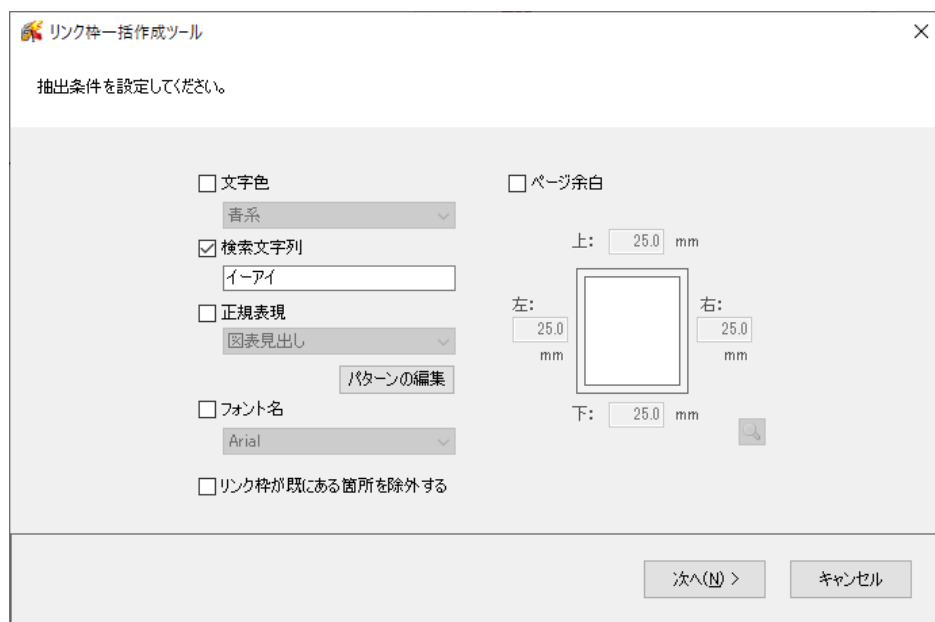 リンク枠一括作成ツール
抽出条件を設定してください。
文字色
青系
検索文字列
イーアイ
正規表現
図表見出し
パターンの編集
フォント名
Arial
リンク枠が既にある箇所を除外する
ページ余白
上: 25.0 mm
左:
25.0
mm
右:
25.0
mm
下: 25.0 mm
次へ(N) >
キャンセル